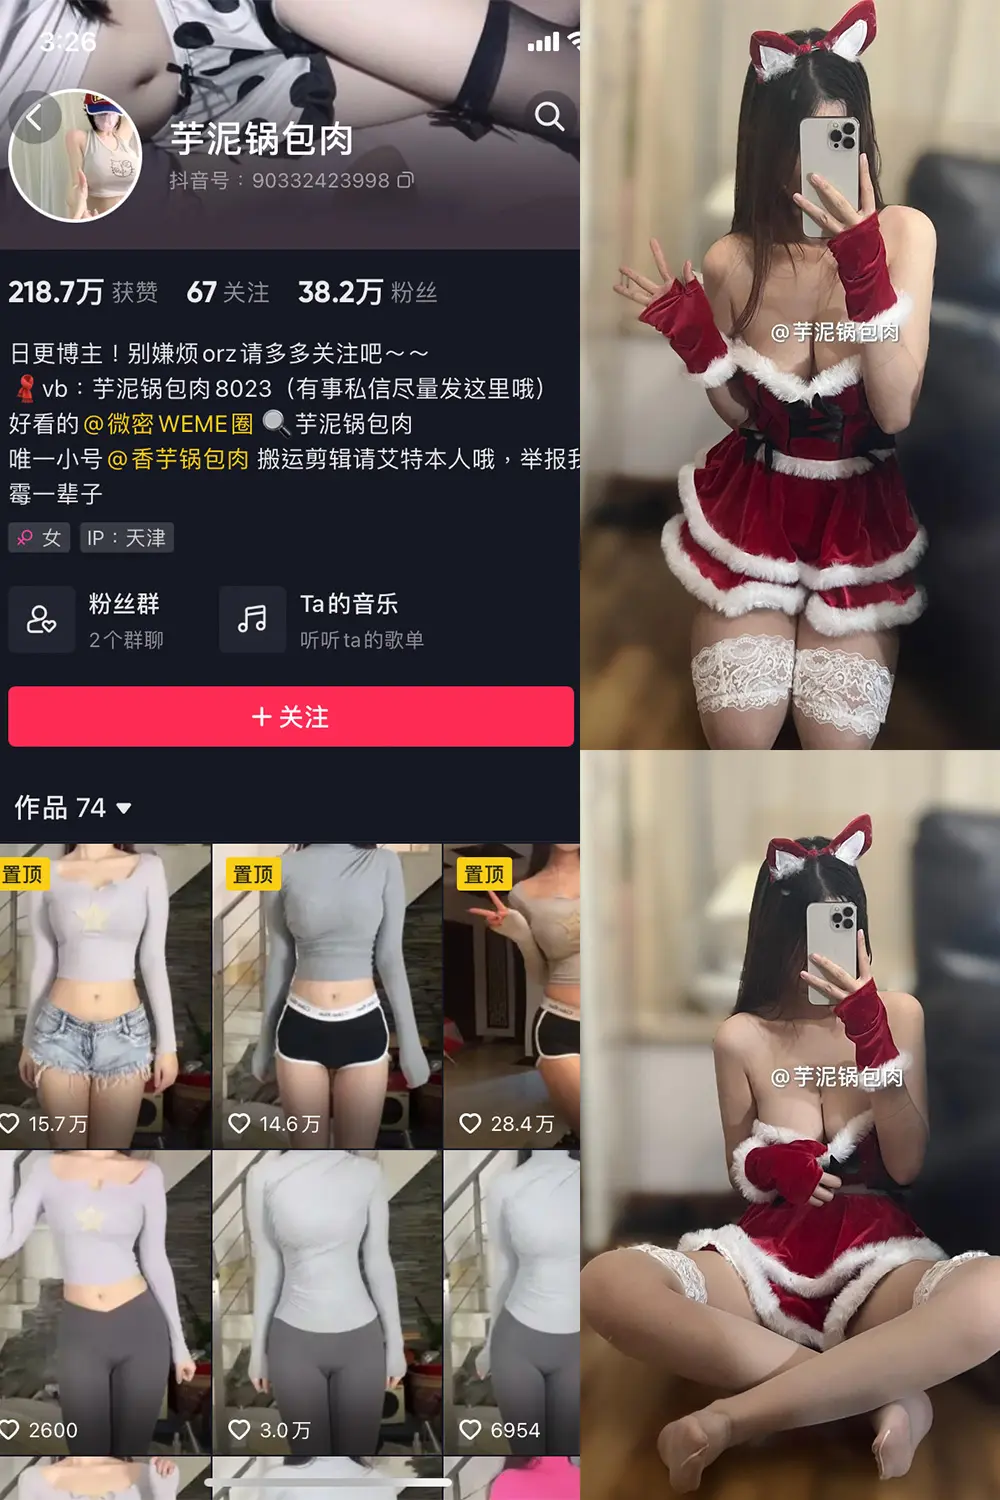 3:26
芋泥锅包肉
抖音号：90332423998
218.7万 获赞 67 关注 38.2万 粉丝
日更博主！别嫌烦orz请多多关注吧～～
vb：芋泥锅包肉8023（有事私信尽量发这里哦）
好看的@微密WEME圈 🔍芋泥锅包肉
唯一小号@香芋锅包肉 搬运剪辑请艾特本人哦，举报我
霉一辈子
女 IP：天津
粉丝群
2个群聊
Ta的音乐
听听ta的歌单
+ 关注
作品 74
置顶 置顶 置顶
15.7万 14.6万 28.4万
2600 3.0万 6954
@芋泥锅包肉
@芋泥锅包肉